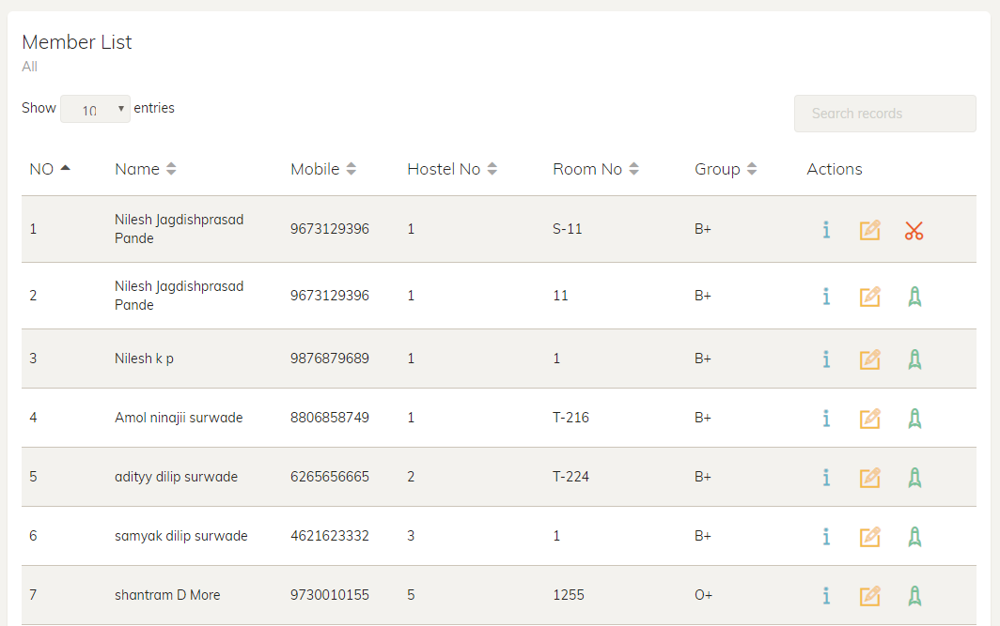 Member List
All
Show 10 entries
Search records
NO Name Mobile Hostel No Room No Group Actions
Nilesh Jagdishprasad
1 9673129396 1 S-11 B+
Pande
Nilesh Jagdishprasad
2 9673129396 1 11 B+
Pande
3 Nilesh k p 9876879689 1 1 B+
4 Amol ninajii surwade 8806858749 1 T-216 B+
5 adityy dilip surwade 6265656665 2 T-224 B+
6 samyak dilip surwade 4621623332 3 1 B+
7 shantram D More 9730010155 5 1255 O+